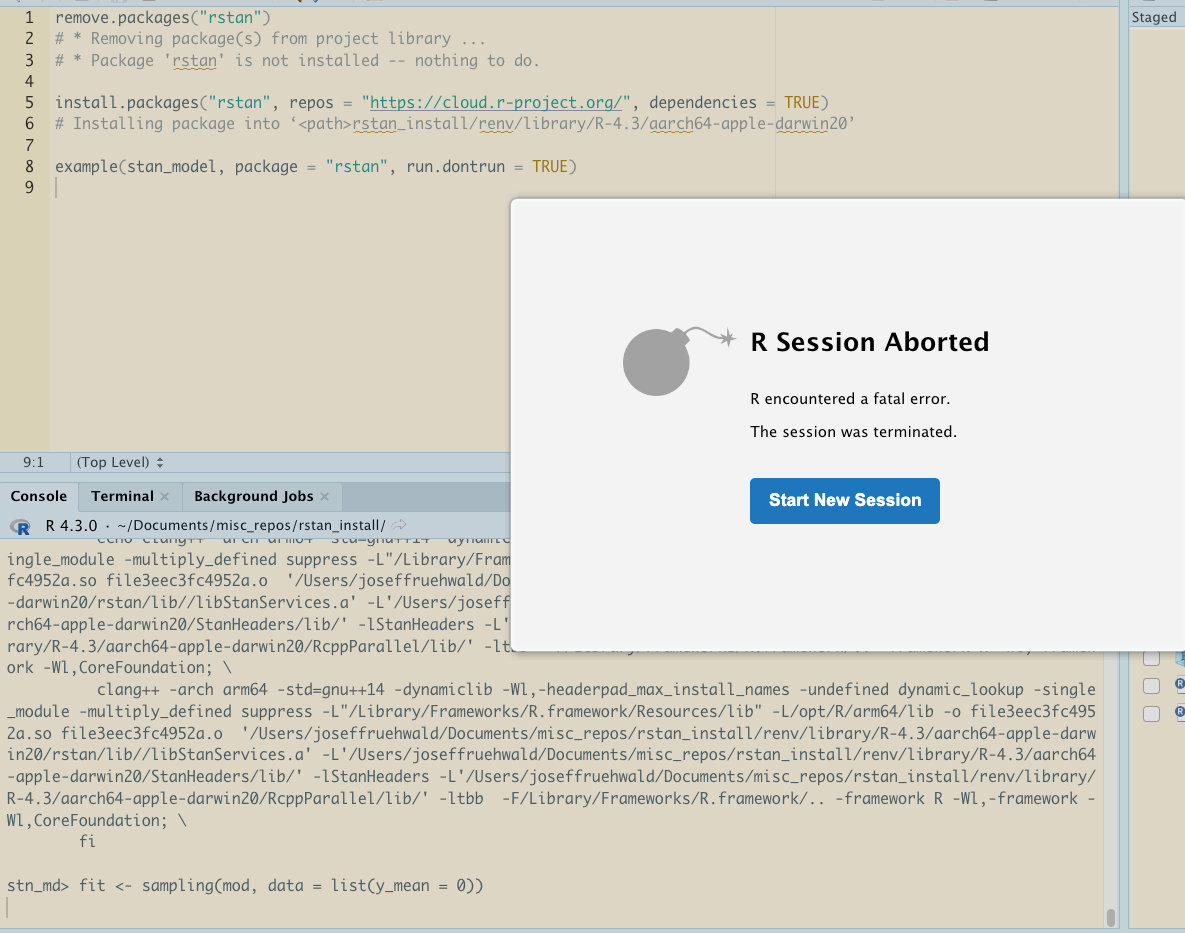 Staged
1 remove.packages("rstan")
2 # * Removing package(s) from project library ...
3 # * Package 'rstan' is not installed -- nothing to do.
4
5 install.packages("rstan", repos = "https://cloud.r-project.org/", dependencies = TRUE)
6 # Installing package into ‘<path>rstan_install/renv/library/R-4.3/aarch64-apple-darwin20’
7
8 example(stan_model, package = "rstan", run.dontrun = TRUE)
9
R Session Aborted
R encountered a fatal error.
The session was terminated.
Start New Session
9:1 (Top Level)
Console Terminal Background Jobs
R 4.3.0 · ~/Documents/misc_repos/rstan_install/
ingle_module -multiply_defined suppress -L"/Library/Fram
fc4952a.so file3eec3fc4952a.o '/Users/joseffruehwald/Do
-darwin20/rstan/lib//libStanServices.a' -L'/Users/joseff
rch64-apple-darwin20/StanHeaders/lib/' -lStanHeaders -L'
rary/R-4.3/aarch64-apple-darwin20/RcppParallel/lib/'
ork -Wl,CoreFoundation; \
clang++ -arch arm64 -std=gnu++14 -dynamiclib -Wl,-headerpad_max_install_names -undefined dynamic_lookup -single
_module -multiply_defined suppress -L"/Library/Frameworks/R.framework/Resources/lib" -L/opt/R/arm64/lib -o file3eec3fc495
2a.so file3eec3fc4952a.o '/Users/joseffruehwald/Documents/misc_repos/rstan_install/renv/library/R-4.3/aarch64-apple-darw
in20/rstan/lib//libStanServices.a' -L'/Users/joseffruehwald/Documents/misc_repos/rstan_install/renv/library/R-4.3/aarch64
-apple-darwin20/StanHeaders/lib/' -lStanHeaders -L'/Users/joseffruehwald/Documents/misc_repos/rstan_install/renv/library/
R-4.3/aarch64-apple-darwin20/RcppParallel/lib/' -ltbb -F/Library/Frameworks/R.framework/.. -framework R -Wl,-framework -
Wl,CoreFoundation; \
fi
stn_md> fit <- sampling(mod, data = list(y_mean = 0))